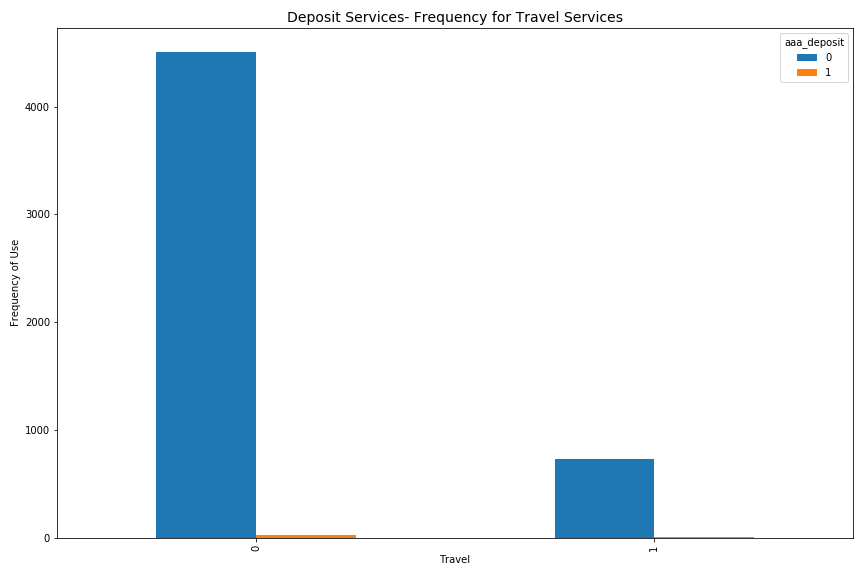 Deposit Services- Frequency for Travel Services
aaa_deposit
0
1
4000
3000
2000
1000
0
Frequency of Use
0
1
Travel